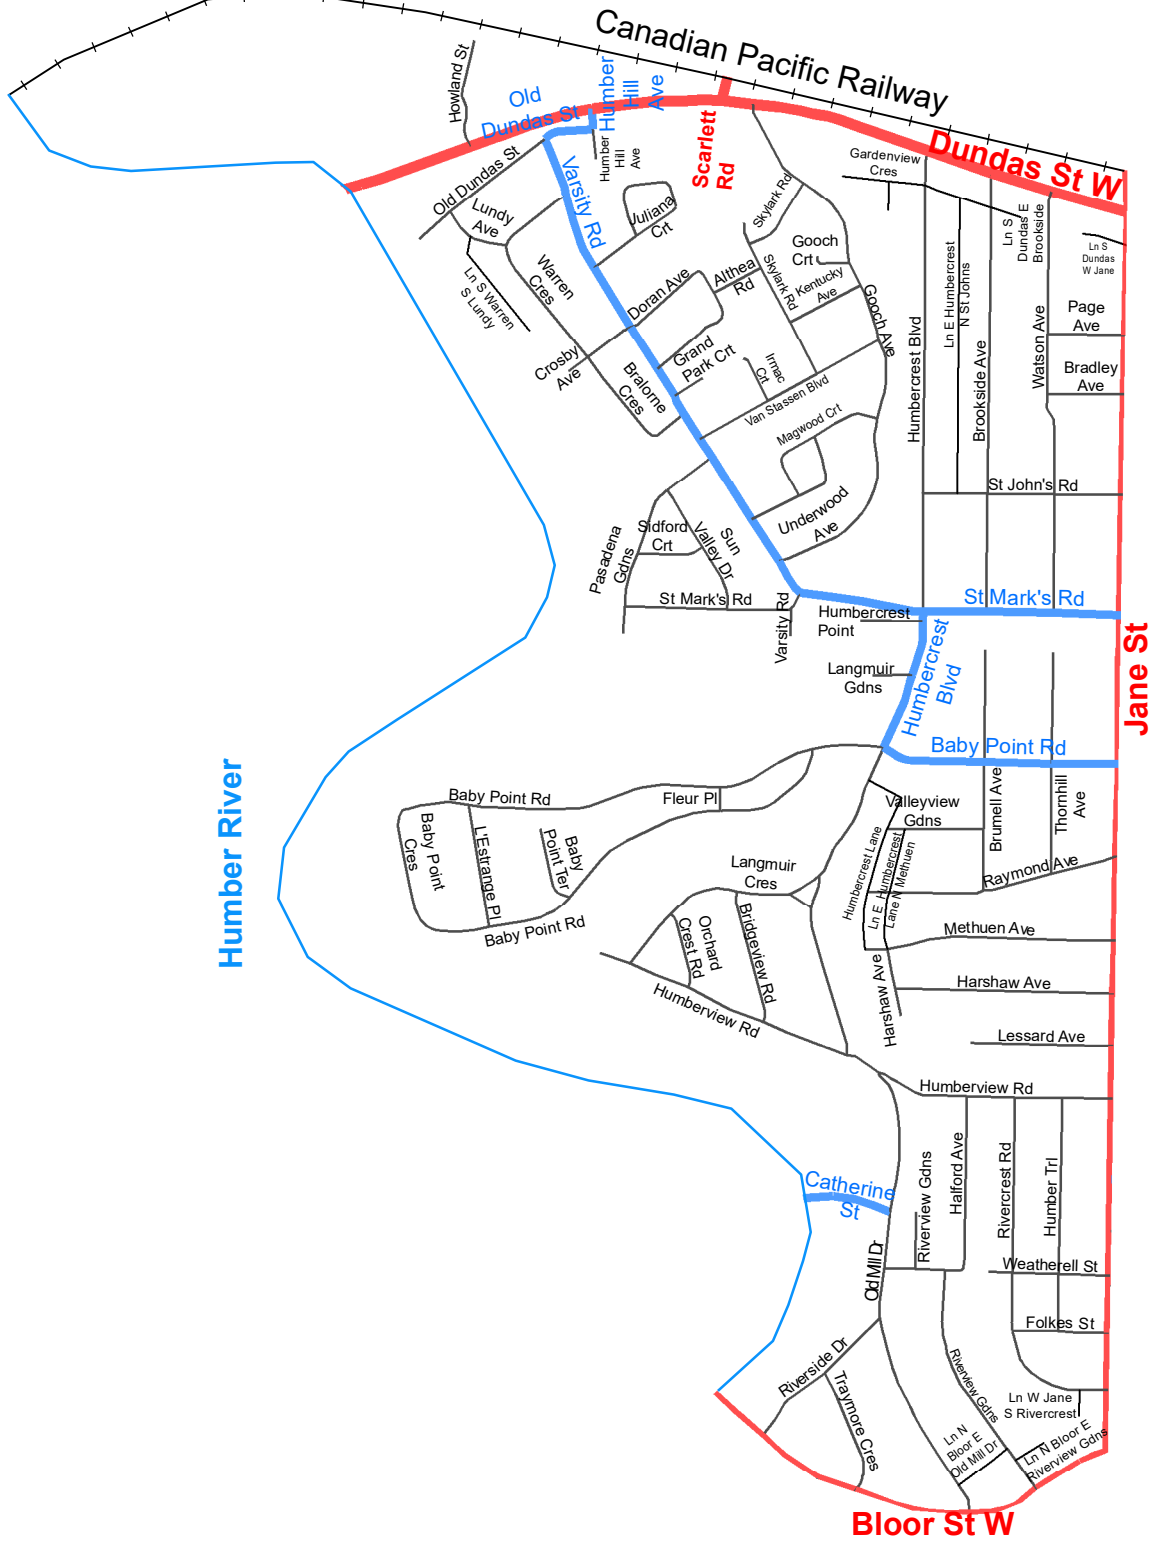 Canadian Pacific Railway
Howland St
Old
Dundas St
Humber
Hill
Ave
Scarlett
Rd
Dundas St W
Humber
Hill
Ave
Gardenview
Cres
Old Dundas St
Varsity Rd
Skylark Rd
Lundy
Ave
Juliana
Crt
Ln S
Dundas E
Brookside
Ln S
Dundas
W Jane
Gooch
Crt
Ln S Warren
S Lundy
Warren
Cres
Doran Ave
Althea
Rd
Skylark Rd
Kentucky
Ave
Gooch Ave
Ln E Humbercrest
N St Johns
Page
Ave
Humbercrest Blvd
Brookside Ave
Watson Ave
Crosby
Ave
Bralorne
Cres
Grand
Park Crt
Irmac
Crt
Van Stassen Blvd
Bradley
Ave
Magwood Crt
St John's Rd
Underwood
Ave
Pasadena
Gdns
Sidford
Crt
Sun
Valley Dr
St Mark's Rd
Varsity Rd
Humbercrest
Point
St Mark's Rd
Langmuir
Gdns
Humbercrest
Blvd
Jane St
Baby Point Rd
Humber River
Baby Point Rd
Fleur Pl
Valleyview
Gdns
Brumell Ave
Thornhill
Ave
Baby Point
Cres
L'Estrange Pl
Baby
Point Ter
Baby Point Rd
Langmuir
Cres
Humbercrest Lane
Ln E Humbercrest
Lane N Methuen
Raymond Ave
Orchard
Crest Rd
Bridgeview Rd
Methuen Ave
Humberview Rd
Harshaw Ave
Harshaw Ave
Lessard Ave
Humberview Rd
Catherine
St
Riverview Gdns
Halford Ave
Rivercrest Rd
Humber Trl
Old Mill Dr
Weatherell St
Folkes St
Riverside Dr
Traymore Cres
Riverview Gdns
Ln W Jane
S Rivercrest
Ln N
Bloor E
Old Mill Dr
Ln N Bloor E
Riverview Gdns
Bloor St W